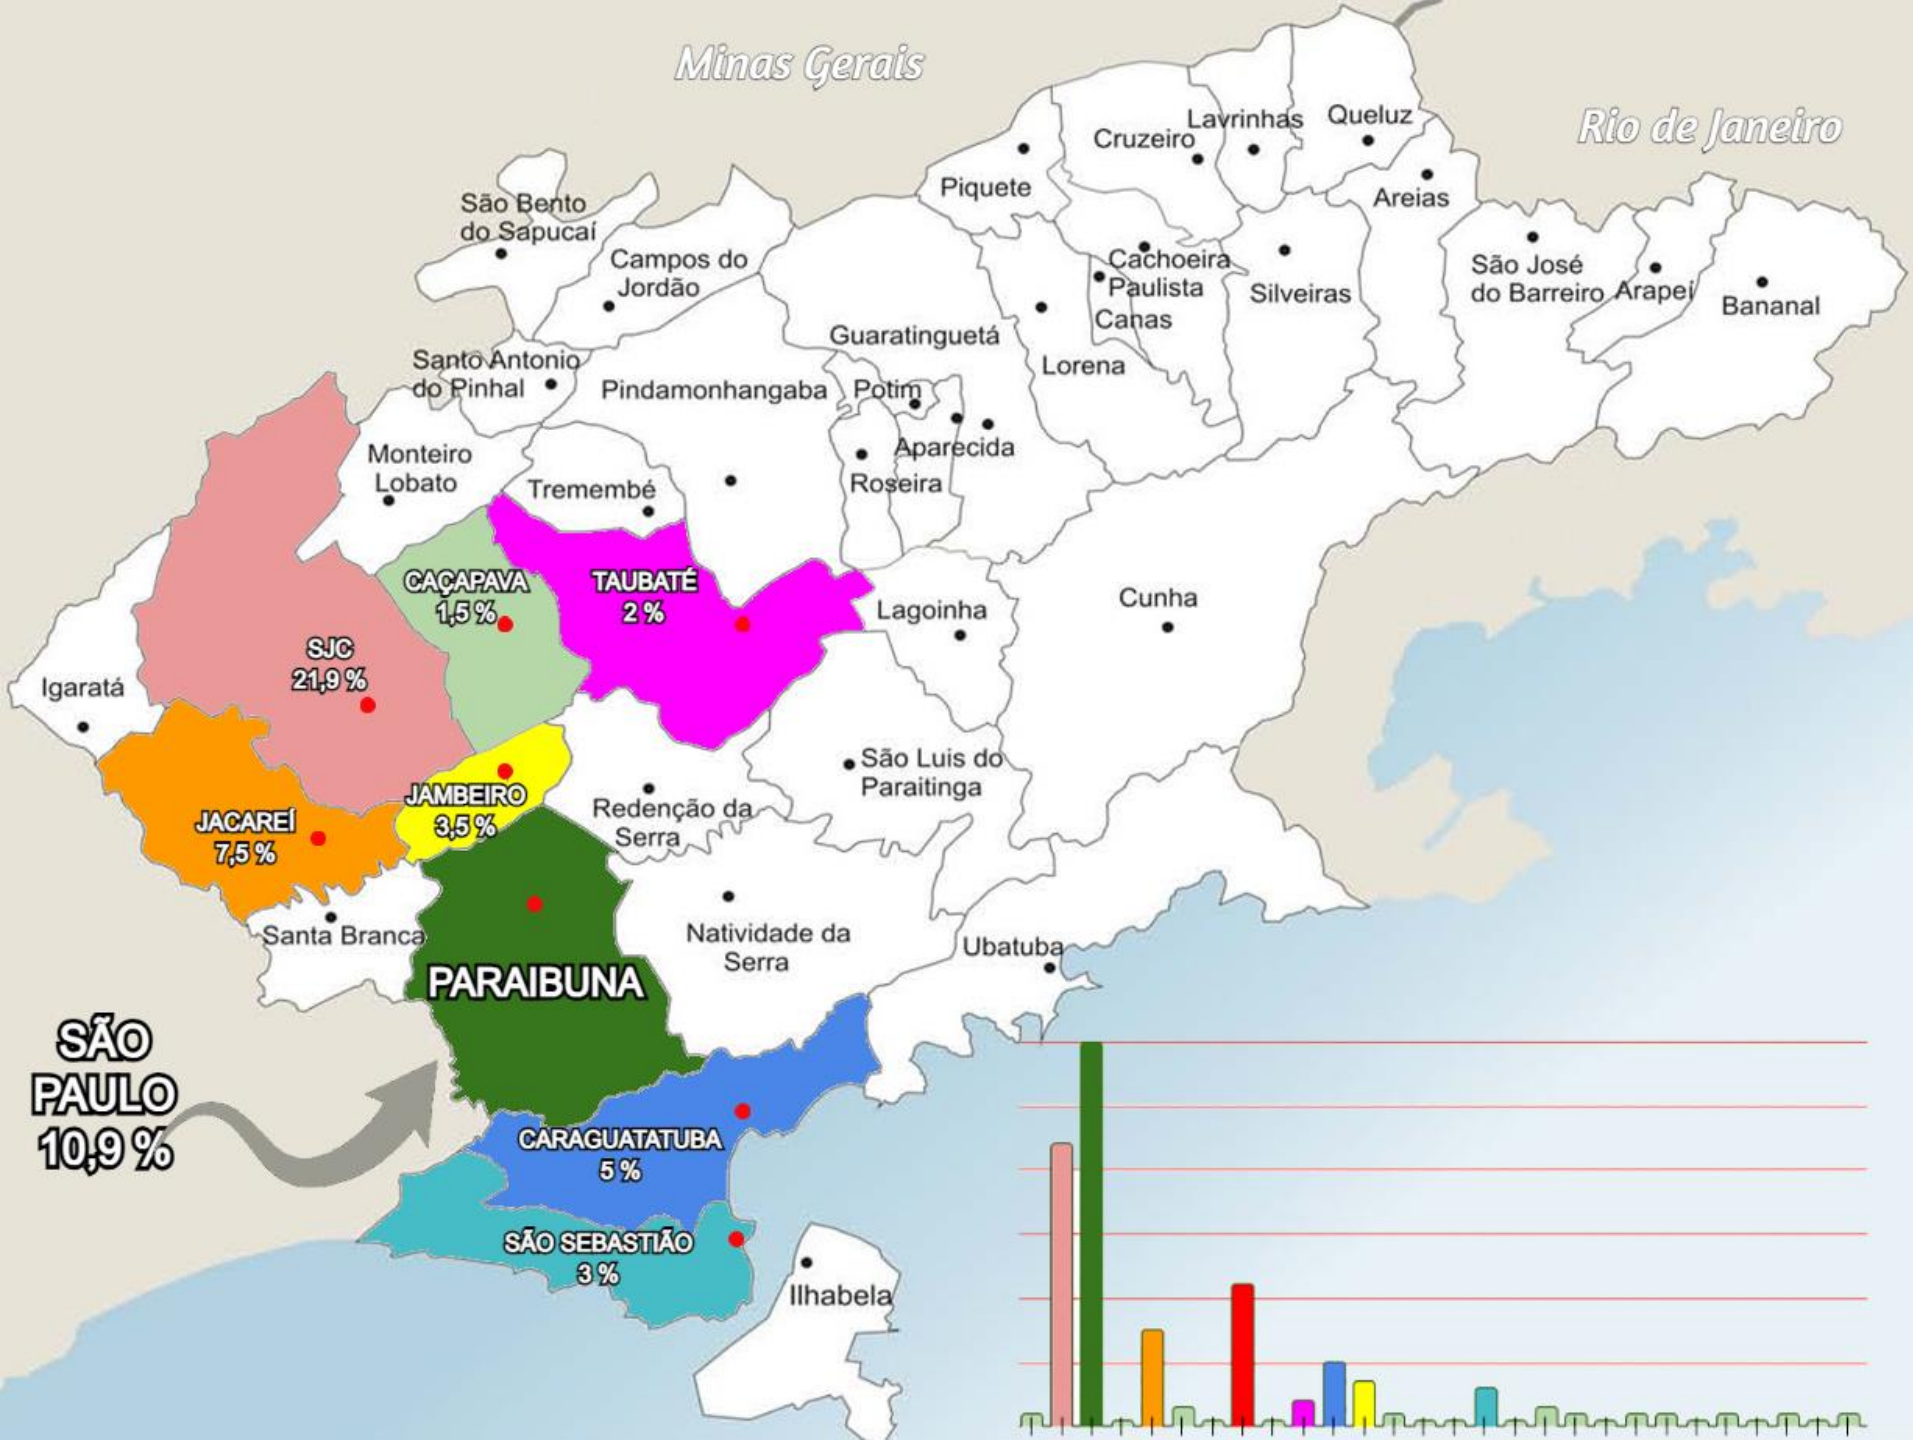 Minas Gerais
Rio de Janeiro
Lavrinhas
Queluz
Cruzeiro
Piquete
Areias
São Bento
do Sapucaí
Campos do
Jordão
Cachoeira
Paulista
Canas
Silveiras
São José
do Barreiro
Arapeí
Bananal
Guaratinguetá
Lorena
Santo Antonio
do Pinhal
Pindamonhangaba
Potim
Aparecida
Roseira
Monteiro
Lobato
Tremembé
CAÇAPAVA
1,5 %
TAUBATÉ
2 %
Lagoinha
Cunha
SJC
21,9 %
Igaratá
São Luis do
Paraitinga
JAMBEIRO
3,5 %
Redenção da
Serra
JACAREÍ
7,5 %
Santa Branca
Natividade da
Serra
Ubatuba
PARAIBUNA
SÃO
PAULO
10,9 %
CARAGUATATUBA
5 %
SÃO SEBASTIÃO
3 %
Ilhabela